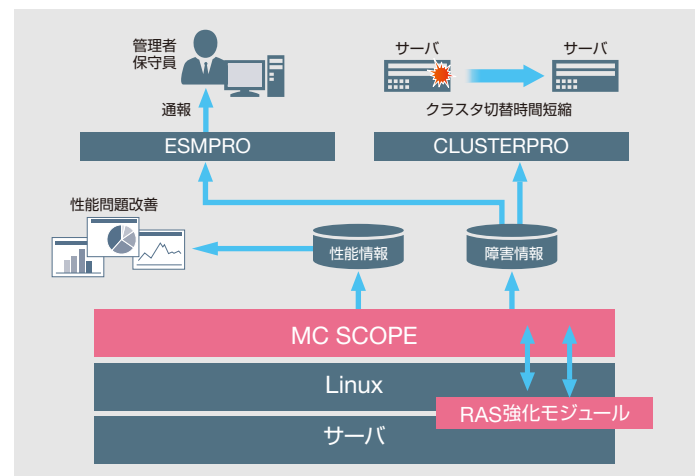 管理者
保守員
サーバ
サーバ
通報
クラスタ切替時間短縮
ESMPRO
CLUSTERPRO
性能問題改善
性能情報
障害情報
MC SCOPE
Linux
RAS強化モジュール
サーバ